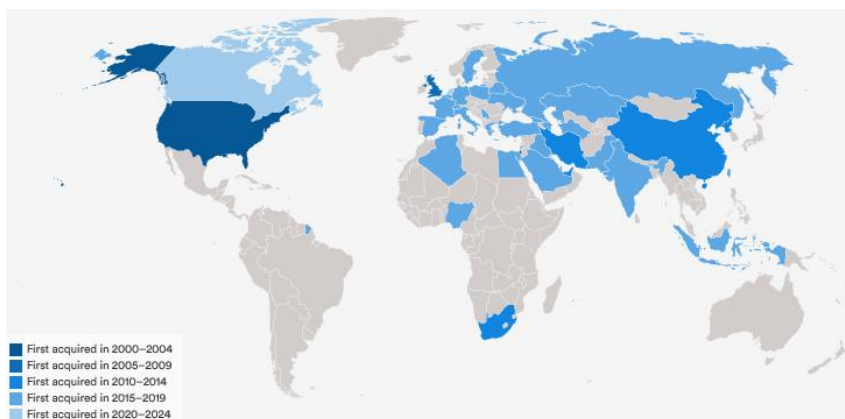 First acquired in 2000–2004
First acquired in 2005–2009
First acquired in 2010–2014
First acquired in 2015–2019
First acquired in 2020–2024